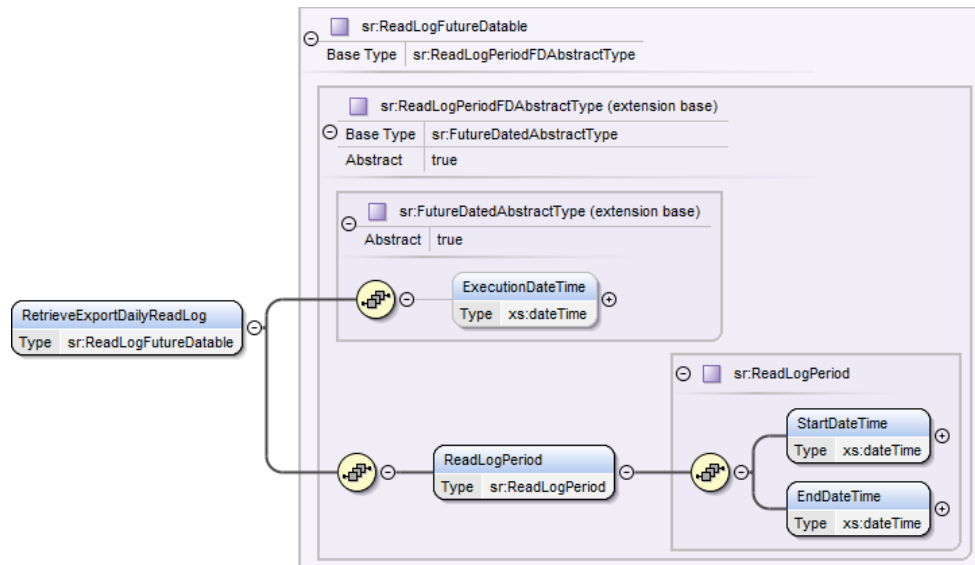 sr:ReadLogFutureDatable
Base Type sr:ReadLogPeriodFDAbstractType
sr:ReadLogPeriodFDAbstractType (extension base)
Base Type sr:FutureDatedAbstractType
Abstract true
sr:FutureDatedAbstractType (extension base)
Abstract true
ExecutionDateTime
Type xs:dateTime
RetrieveExportDailyReadLog
Type sr:ReadLogFutureDatable
sr:ReadLogPeriod
StartDateTime
Type xs:dateTime
ReadLogPeriod
Type sr:ReadLogPeriod
EndDateTime
Type xs:dateTime